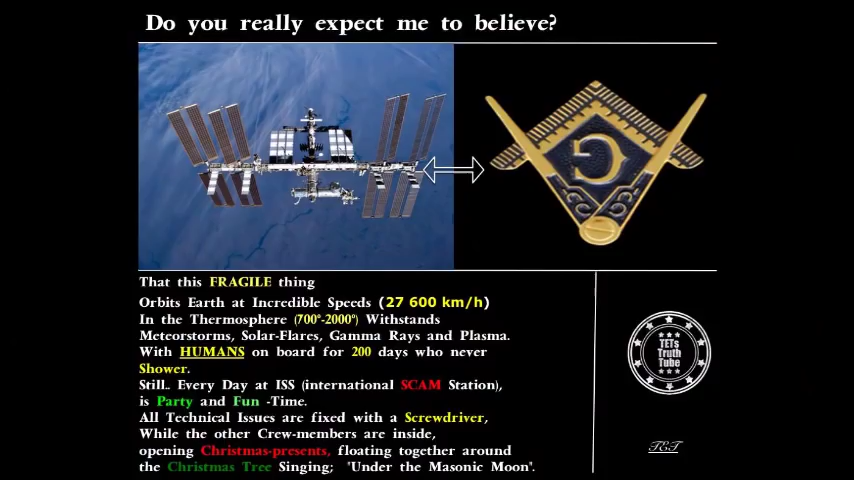 Do you really expect me to believe?
That this FRAGILE thing
Orbits Earth at Incredible Speeds (27 600 km/h)
In the Thermosphere (700°-2000°) Withstands
Meteorstorms, Solar-Flares, Gamma Rays and Plasma.
With HUMANS on board for 200 days who never
Shower.
Still.. Every Day at ISS (international SCAM Station),
is Party and Fun -Time.
All Technical Issues are fixed with a Screwdriver,
While the other Crew-members are inside,
opening Christmas-presents, floating together around
the Christmas Tree Singing; "Under the Masonic Moon".
TETs
Truth
Tube
TET